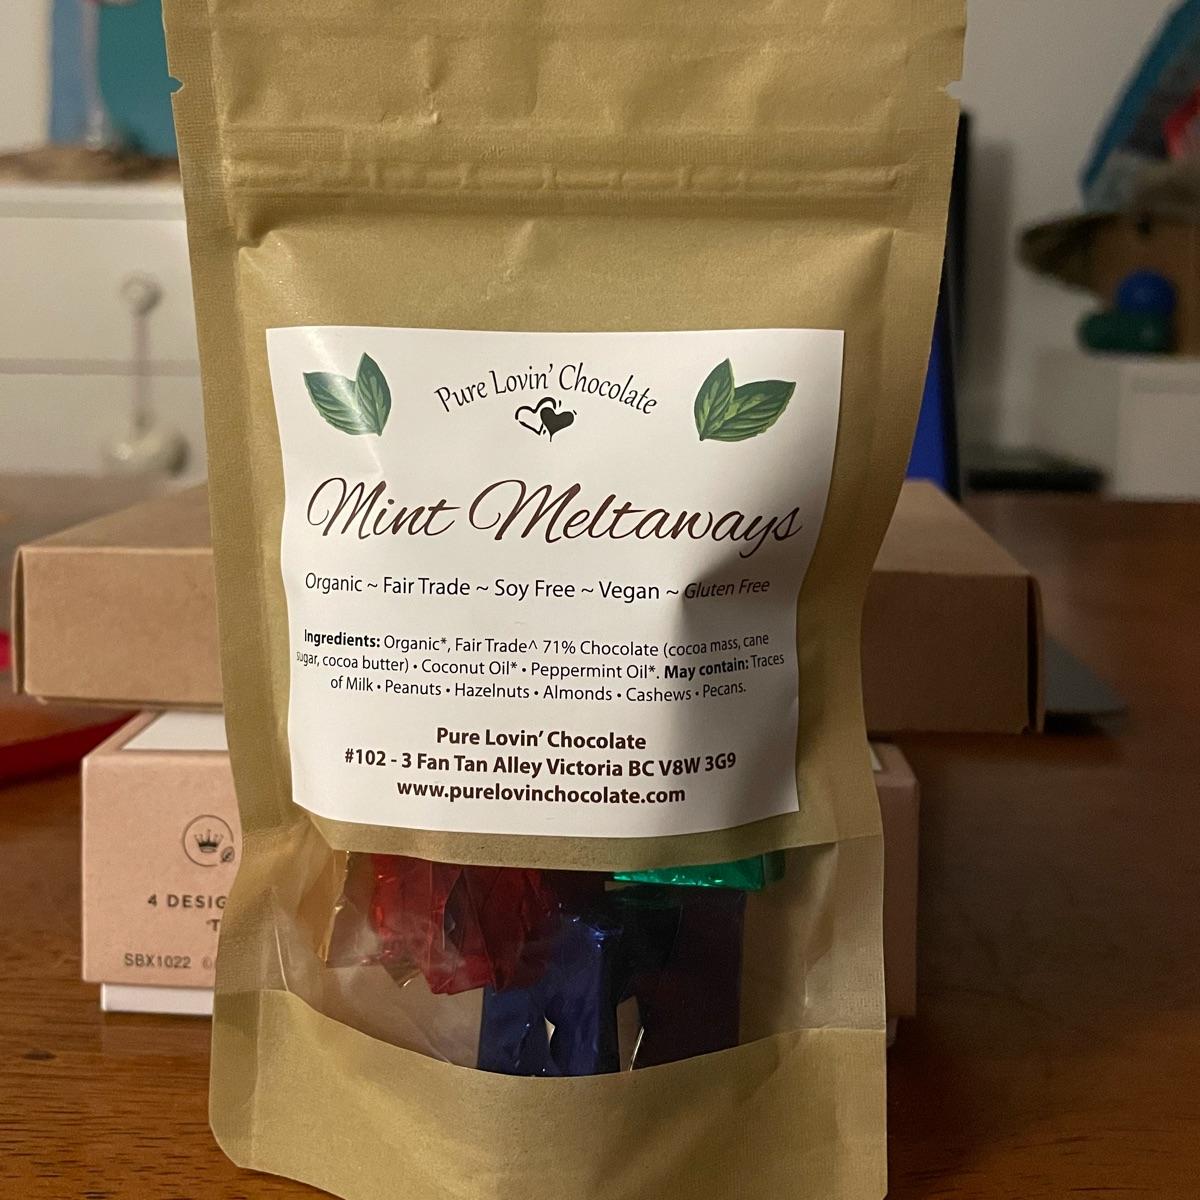 Pure Lovin' Chocolate
Mint Meltaways
Organic ~ Fair Trade ~ Soy Free ~ Vegan ~ Gluten Free
Ingredients: Organic*, Fair Trade^ 71% Chocolate (cocoa mass, cane
sugar, cocoa butter) • Coconut Oil* • Peppermint Oil*. May contain: Traces
of Milk • Peanuts • Hazelnuts • Almonds • Cashews • Pecans.
Pure Lovin' Chocolate
#102 - 3 Fan Tan Alley Victoria BC V8W 3G9
www.purelovinchocolate.com
4 DESIG
T
SBX1022 ©